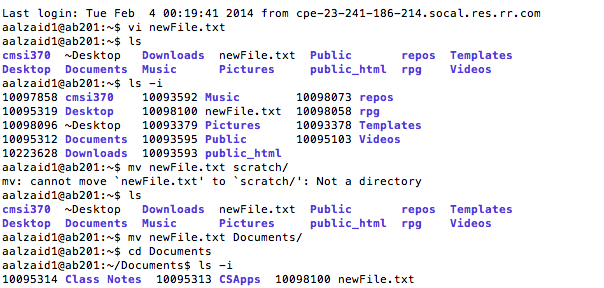 Last login: Tue Feb  4 00:19:41 2014 from cpe-23-241-186-214.socal.res.rr.com
aalzaid1@ab201:~$ vi newFile.txt
aalzaid1@ab201:~$ ls
cmsi370  ~Desktop   Downloads  newFile.txt  Public       repos  Templates
Desktop  Documents  Music      Pictures     public_html  rpg    Videos
aalzaid1@ab201:~$ ls -i
10097858 cmsi370    10093592 Music        10098073 repos
10095319 Desktop    10098100 newFile.txt  10098058 rpg
10098096 ~Desktop   10093379 Pictures     10093378 Templates
10095312 Documents  10093595 Public       10095103 Videos
10223628 Downloads  10093593 public_html
aalzaid1@ab201:~$ mv newFile.txt scratch/
mv: cannot move `newFile.txt' to `scratch/': Not a directory
aalzaid1@ab201:~$ ls
cmsi370  ~Desktop   Downloads  newFile.txt  Public       repos  Templates
Desktop  Documents  Music      Pictures     public_html  rpg    Videos
aalzaid1@ab201:~$ mv newFile.txt Documents/
aalzaid1@ab201:~$ cd Documents
aalzaid1@ab201:~/Documents$ ls -i
10095314 Class Notes  10095313 CSApps  10098100 newFile.txt